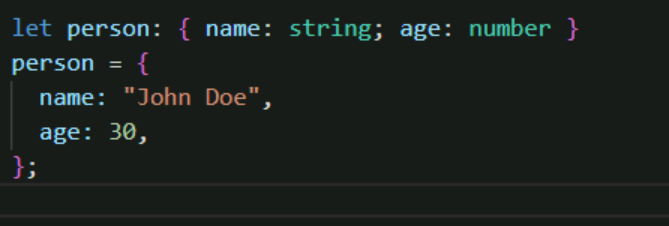 let person: { name: string; age: number }
person = {
  name: "John Doe",
  age: 30,
};